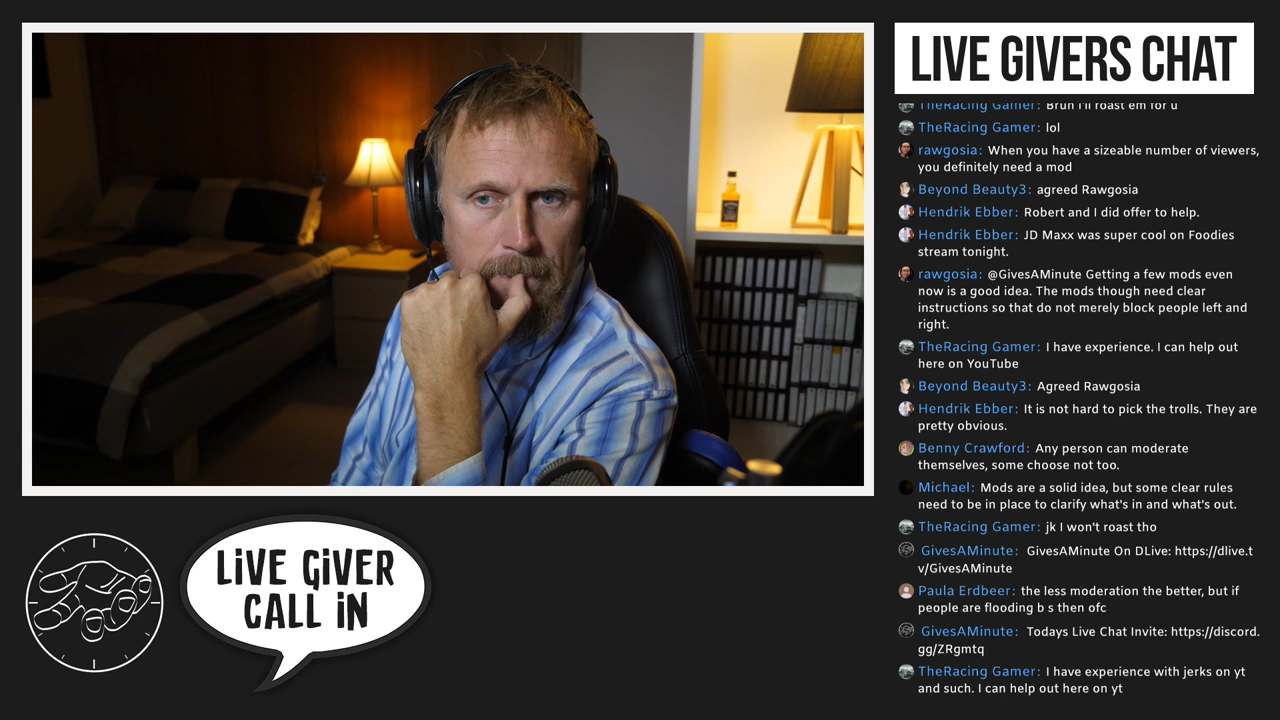 LIVE GIVERS CHAT
TheRacing Gamer: Bruh I'll roast em for u
TheRacing Gamer: lol
rawgosia: When you have a sizeable number of viewers,
you definitely need a mod
Beyond Beauty3: agreed Rawgosia
Hendrik Ebber: Robert and I did offer to help.
Hendrik Ebber: JD Maxx was super cool on Foodies
stream tonight.
rawgosia: @GivesAMinute Getting a few mods even
now is a good idea. The mods though need clear
instructions so that do not merely block people left and
right.
TheRacing Gamer: I have experience. I can help out
here on YouTube
Beyond Beauty3: Agreed Rawgosia
Hendrik Ebber: It is not hard to pick the trolls. They are
pretty obvious.
Benny Crawford: Any person can moderate
themselves, some choose not too.
Michael: Mods are a solid idea, but some clear rules
need to be in place to clarify what's in and what's out.
TheRacing Gamer: jk I won't roast tho
GivesAMinute: GivesAMinute On DLive: https://dlive.t
v/GivesAMinute
Paula Erdbeer: the less moderation the better, but if
people are flooding b s then ofc
GivesAMinute: Todays Live Chat Invite: https://discord.
gg/ZRgmtq
TheRacing Gamer: I have experience with jerks on yt
and such. I can help out here on yt
LiVE GiVER
CALL iN